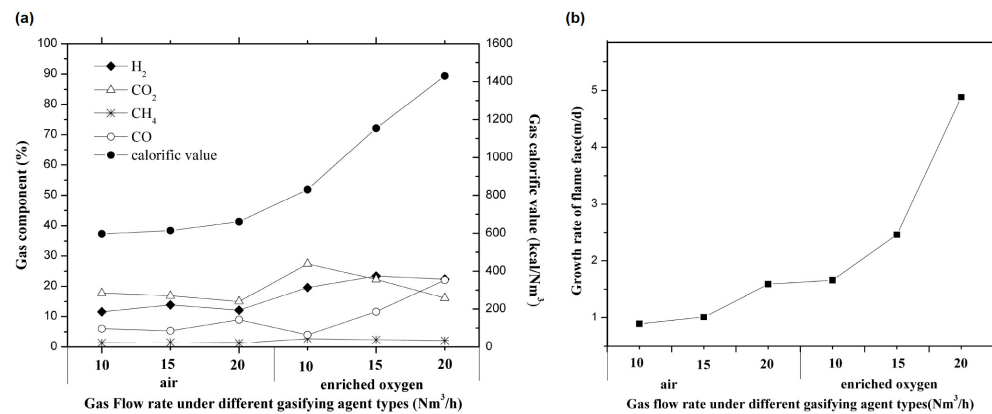 (a)
100
90
80
70
60
50
40
30
20
10
0
Gas component (%)
H2
CO2
CH4
CO
calorific value
1600
1400
1200
1000
800
600
400
200
0
Gas calorific value (kcal/Nm³)
10 15 20 10 15 20
air enriched oxygen
Gas Flow rate under different gasifying agent types (Nm³/h)
(b)
5
4
3
2
1
0
Growth rate of flame face(m/d)
10 15 20 10 15 20
air enriched oxygen
Gas flow rate under different gasifying agent types(Nm³/h)